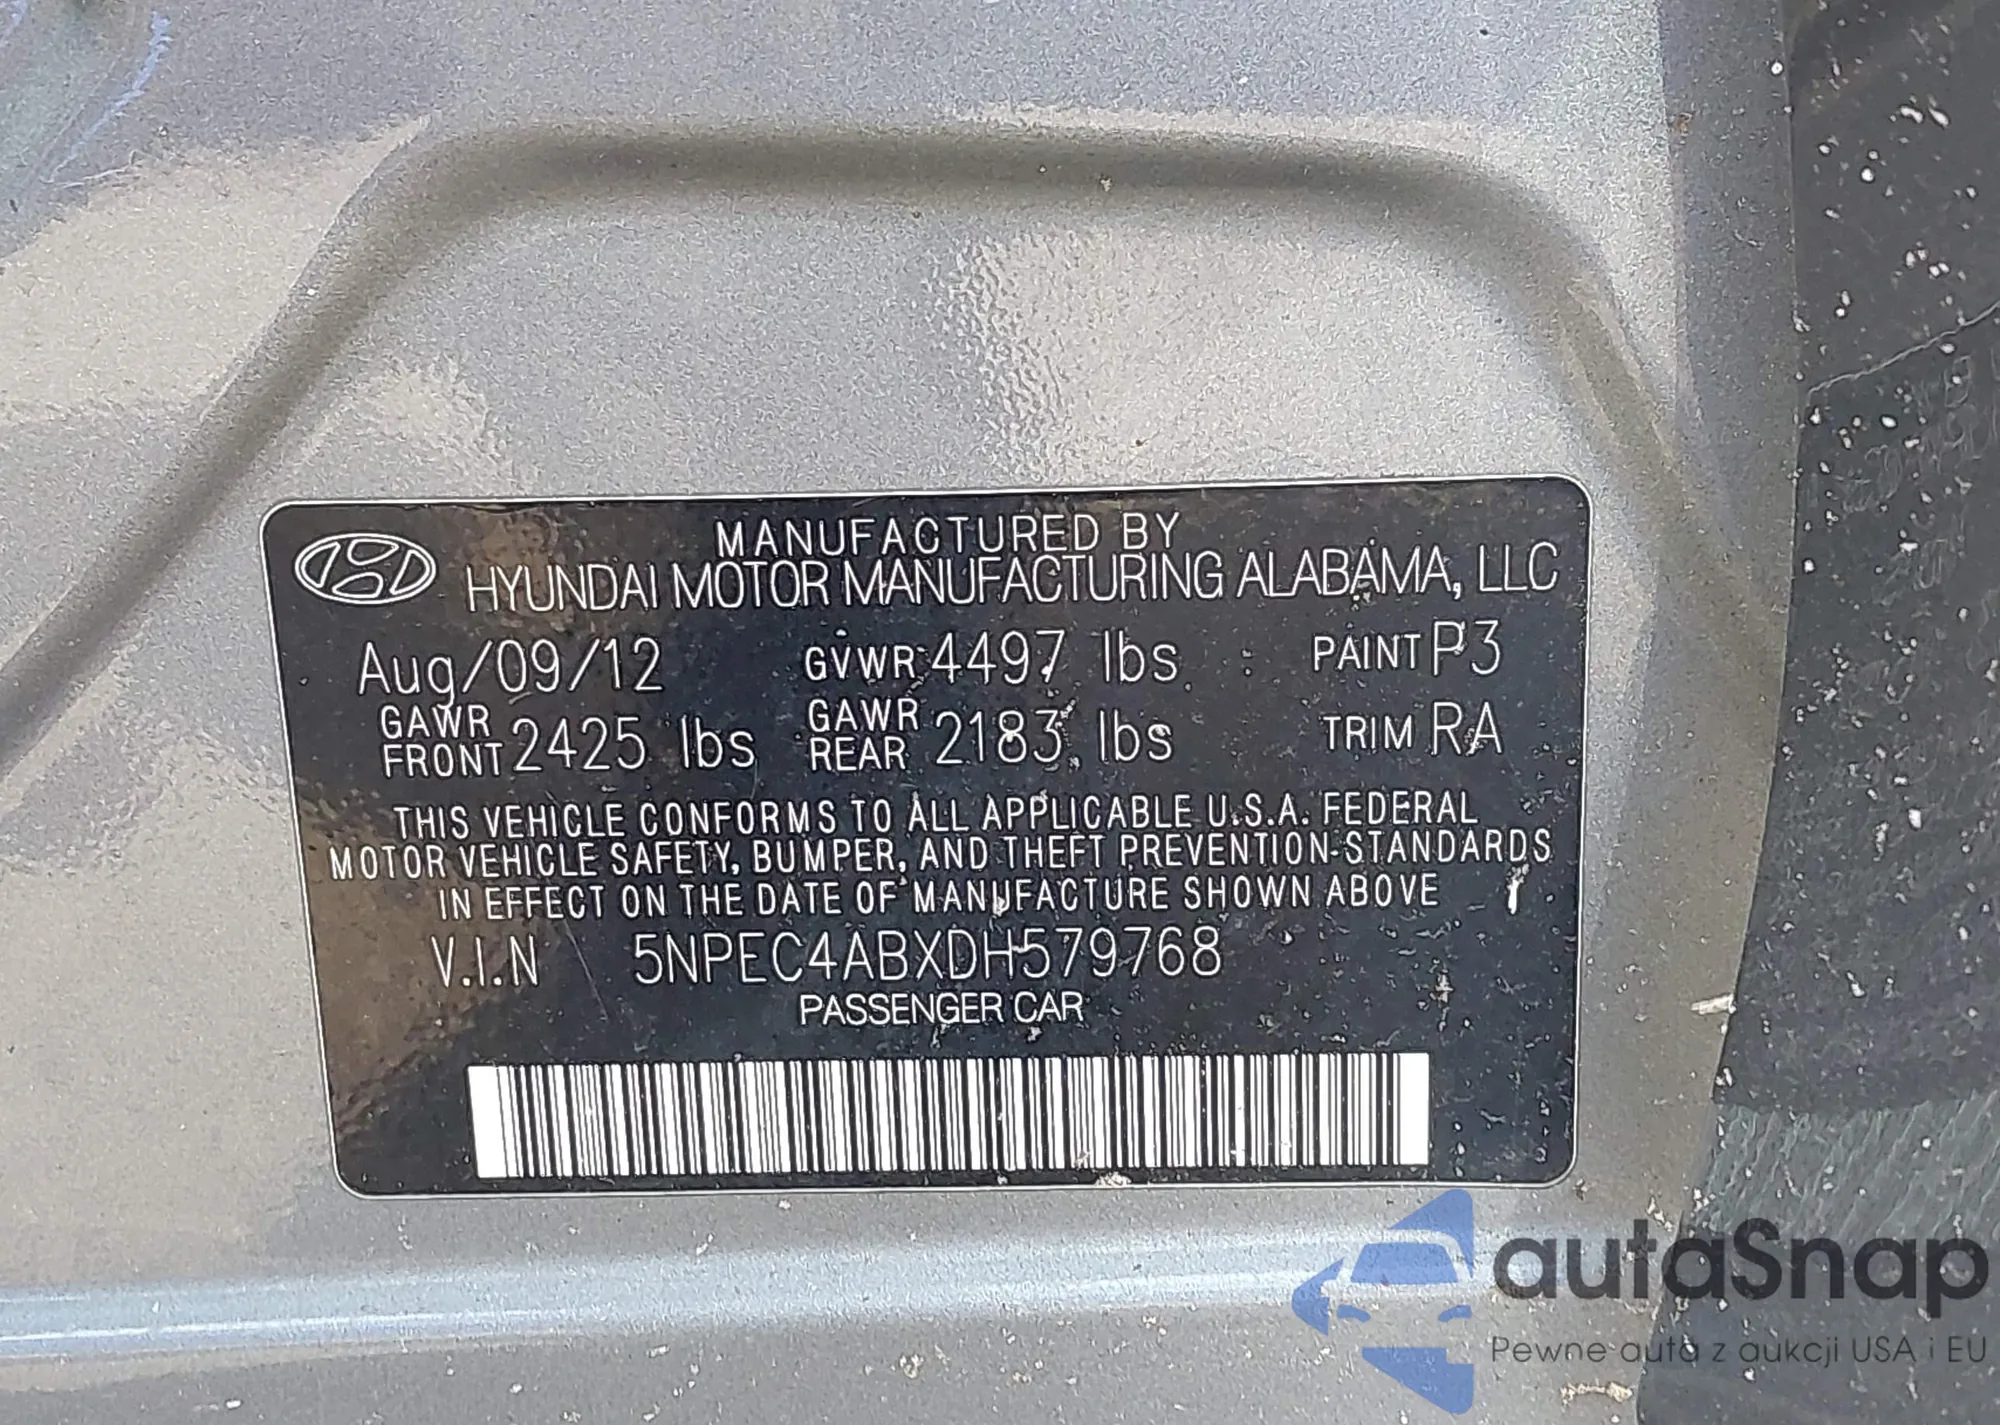 MANUFACTURED BY
HYUNDAI MOTOR MANUFACTURING ALABAMA, LLC
Aug/09/12 GVWR 4497 lbs PAINT P3
GAWR FRONT 2425 lbs GAWR REAR 2183 lbs TRIM RA
THIS VEHICLE CONFORMS TO ALL APPLICABLE U.S.A. FEDERAL
MOTOR VEHICLE SAFETY, BUMPER, AND THEFT PREVENTION STANDARDS
IN EFFECT ON THE DATE OF MANUFACTURE SHOWN ABOVE
V.I.N 5NPEC4ABXDH579768
PASSENGER CAR
autaSnap
Pewne auta z aukcji USA i EU